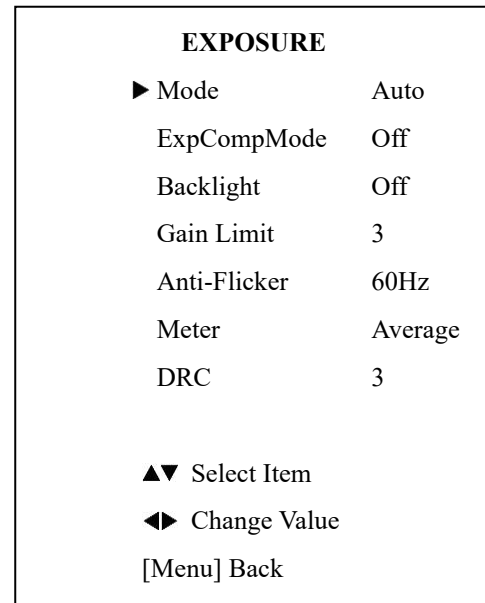 EXPOSURE
▶ Mode Auto
ExpCompMode Off
Backlight Off
Gain Limit 3
Anti-Flicker 60Hz
Meter Average
DRC 3
▲▼ Select Item
◀▶ Change Value
[Menu] Back